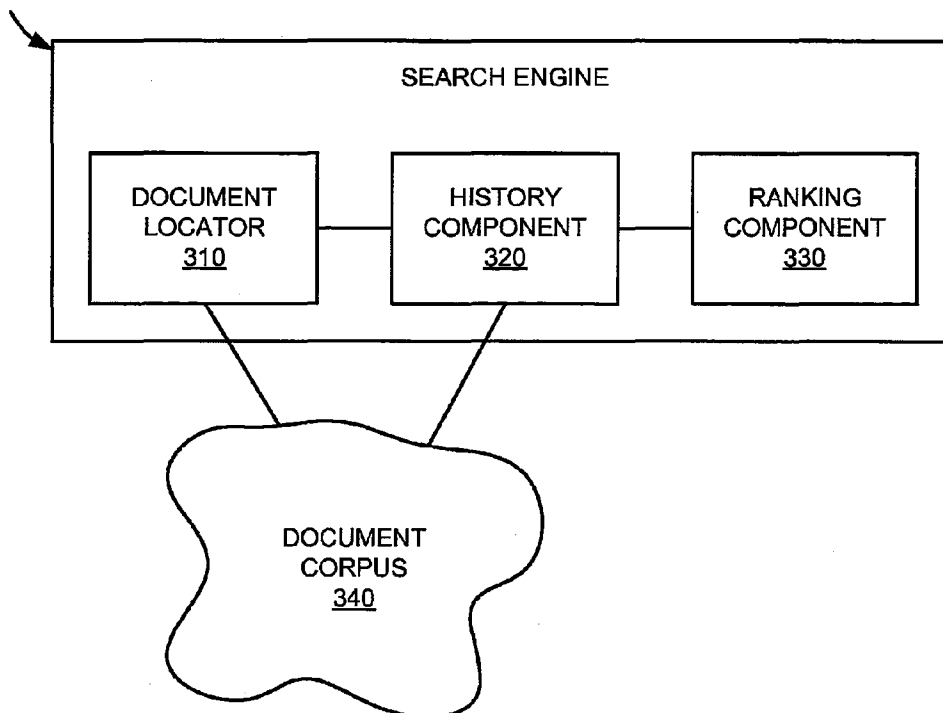 SEARCH ENGINE
DOCUMENT
LOCATOR
310
HISTORY
COMPONENT
320
RANKING
COMPONENT
330
DOCUMENT
CORPUS
340